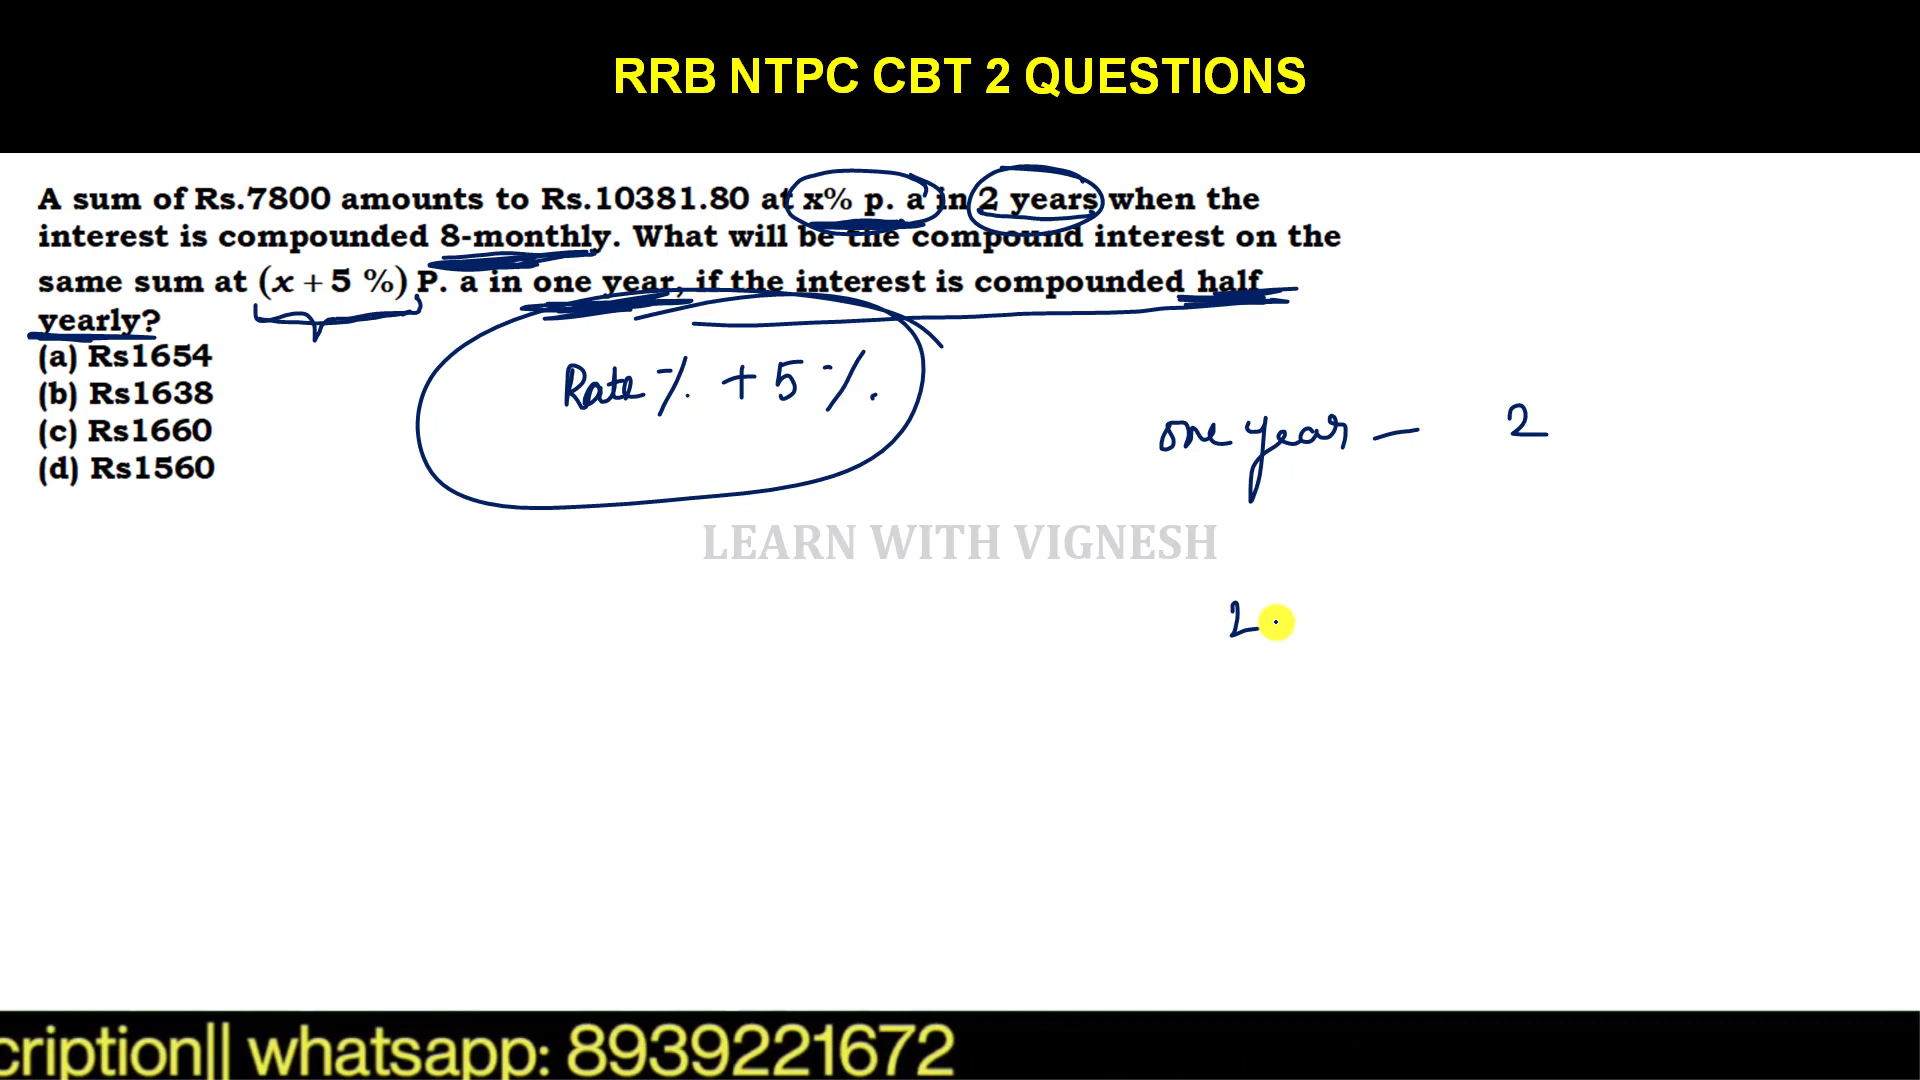 RRB NTPC CBT 2 QUESTIONS
A sum of Rs.7800 amounts to Rs.10381.80 at x% p. a in 2 years when the
interest is compounded 8-monthly. What will be the compound interest on the
same sum at (x + 5 %) P. a in one year, if the interest is compounded half
yearly?
(a) Rs1654
(b) Rs1638
(c) Rs1660
(d) Rs1560
Rate % + 5 %.
one year — 2
LEARN WITH VIGNESH
2
cription|| whatsapp: 8939221672